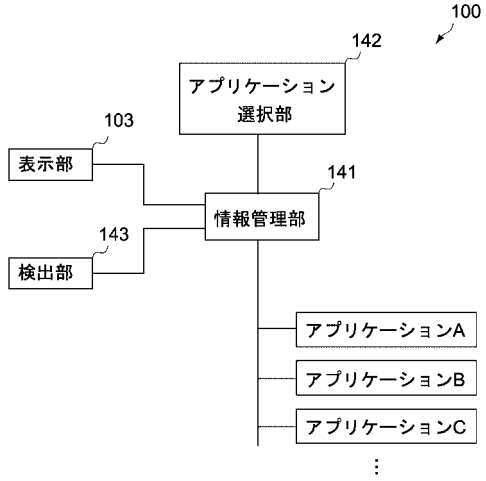 100
142
アプリケーション
選択部
103
表示部
141
情報管理部
143
検出部
アプリケーションA
アプリケーションB
アプリケーションC
⋮